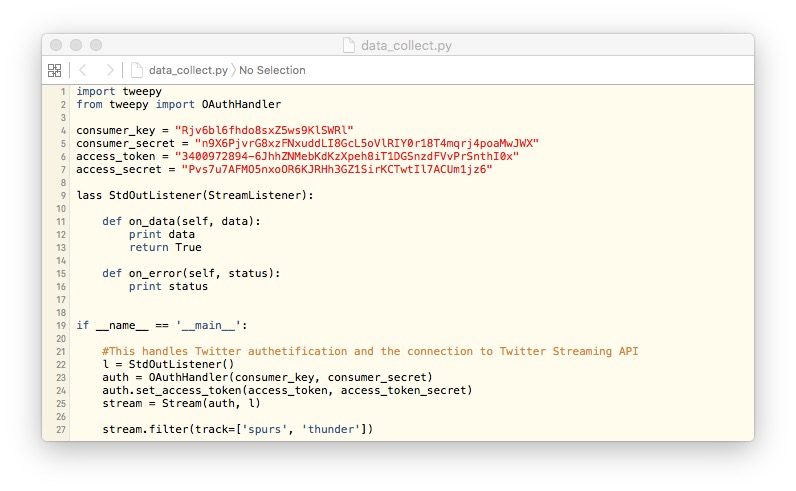 data_collect.py
data_collect.py No Selection
1 import tweepy
2 from tweepy import OAuthHandler
3
4 consumer_key = "Rjv6bl6fhdo8sxZ5ws9KlSWRl"
5 consumer_secret = "n9X6PjvrG8xzFNxuddLI8GcL5oVlRIY0r18T4mqrj4poaMwJWX"
6 access_token = "3400972894-6JhhZNMebKdKzXpeh8iT1DGSnzdFVvPrSnthI0x"
7 access_secret = "Pvs7u7AFMO5nxoOR6KJRHh3GZ1SirKCTwtIl7ACUm1jz6"
8
9 lass StdOutListener(StreamListener):
10
11     def on_data(self, data):
12         print data
13         return True
14
15     def on_error(self, status):
16         print status
17
18
19 if __name__ == '__main__':
20
21     #This handles Twitter authetification and the connection to Twitter Streaming API
22     l = StdOutListener()
23     auth = OAuthHandler(consumer_key, consumer_secret)
24     auth.set_access_token(access_token, access_token_secret)
25     stream = Stream(auth, l)
26
27     stream.filter(track=['spurs', 'thunder'])